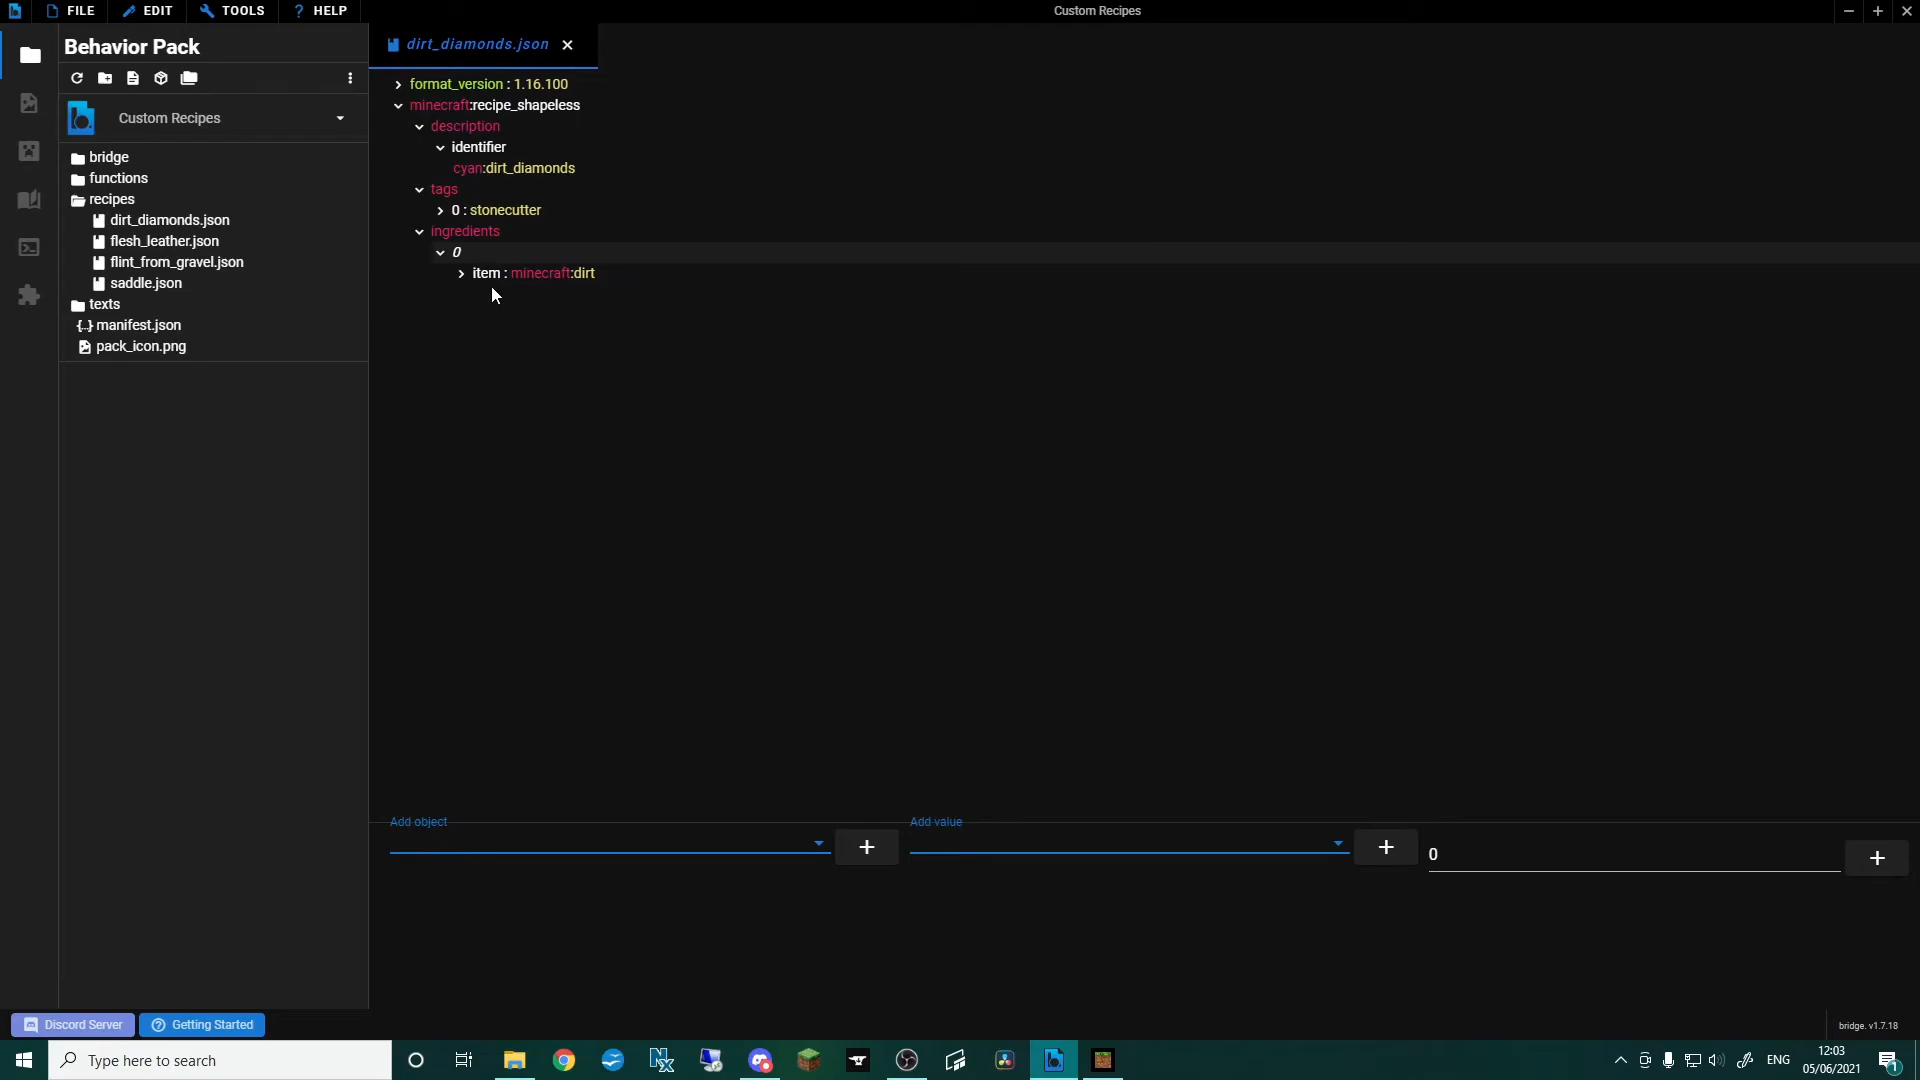 FILE EDIT TOOLS ? HELP Custom Recipes
Behavior Pack
dirt_diamonds.json
Custom Recipes
bridge
functions
recipes
dirt_diamonds.json
flesh_leather.json
flint_from_gravel.json
saddle.json
texts
{..} manifest.json
pack_icon.png
format_version : 1.16.100
minecraft:recipe_shapeless
description
identifier
cyan:dirt_diamonds
tags
0 : stonecutter
ingredients
0
item : minecraft:dirt
Add object
Add value
0
Discord Server
Getting Started
bridge. v1.7.18
Type here to search
ENG
12:03
05/06/2021
1